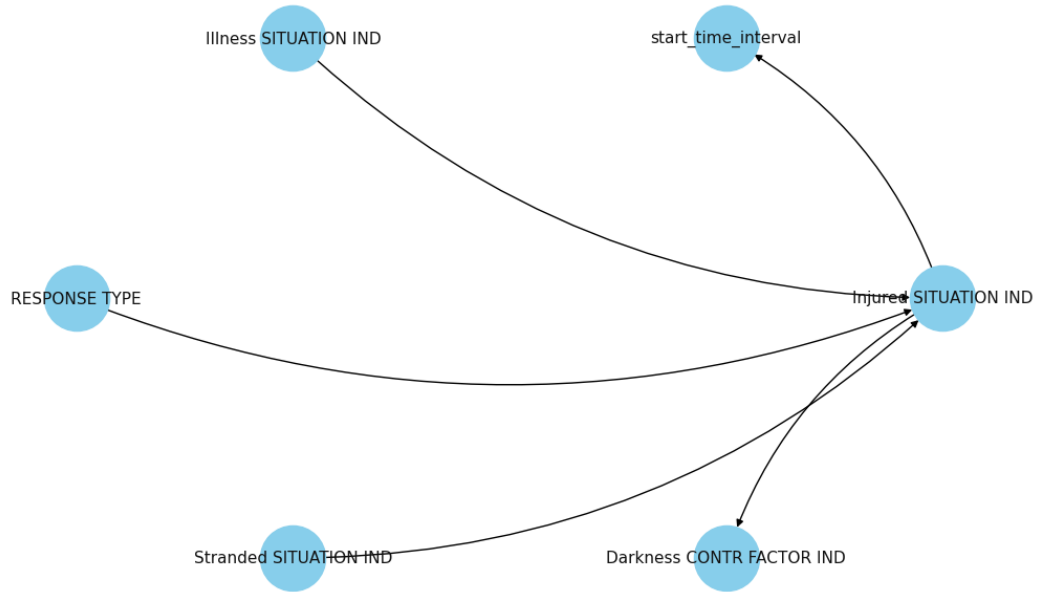 Illness SITUATION IND
start_time_interval
RESPONSE TYPE
Injured SITUATION IND
Stranded SITUATION IND
Darkness CONTR FACTOR IND